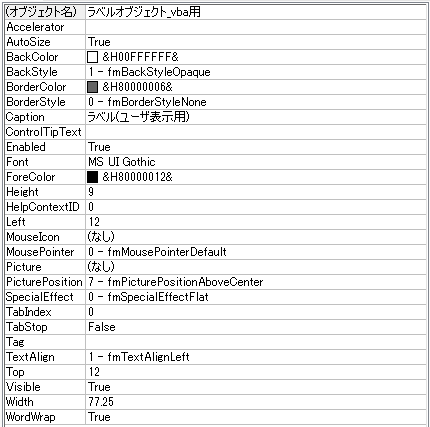 (オブジェクト名) ラベルオブジェクト_vba用
Accelerator
AutoSize True
BackColor &H00FFFFFF&
BackStyle 1 - fmBackStyleOpaque
BorderColor &H80000006&
BorderStyle 0 - fmBorderStyleNone
Caption ラベル(ユーザ表示用)
ControlTipText
Enabled True
Font MS UI Gothic
ForeColor &H80000012&
Height 9
HelpContextID 0
Left 12
MouseIcon (なし)
MousePointer 0 - fmMousePointerDefault
Picture (なし)
PicturePosition 7 - fmPicturePositionAboveCenter
SpecialEffect 0 - fmSpecialEffectFlat
TabIndex 0
TabStop False
Tag
TextAlign 1 - fmTextAlignLeft
Top 12
Visible True
Width 77.25
WordWrap True